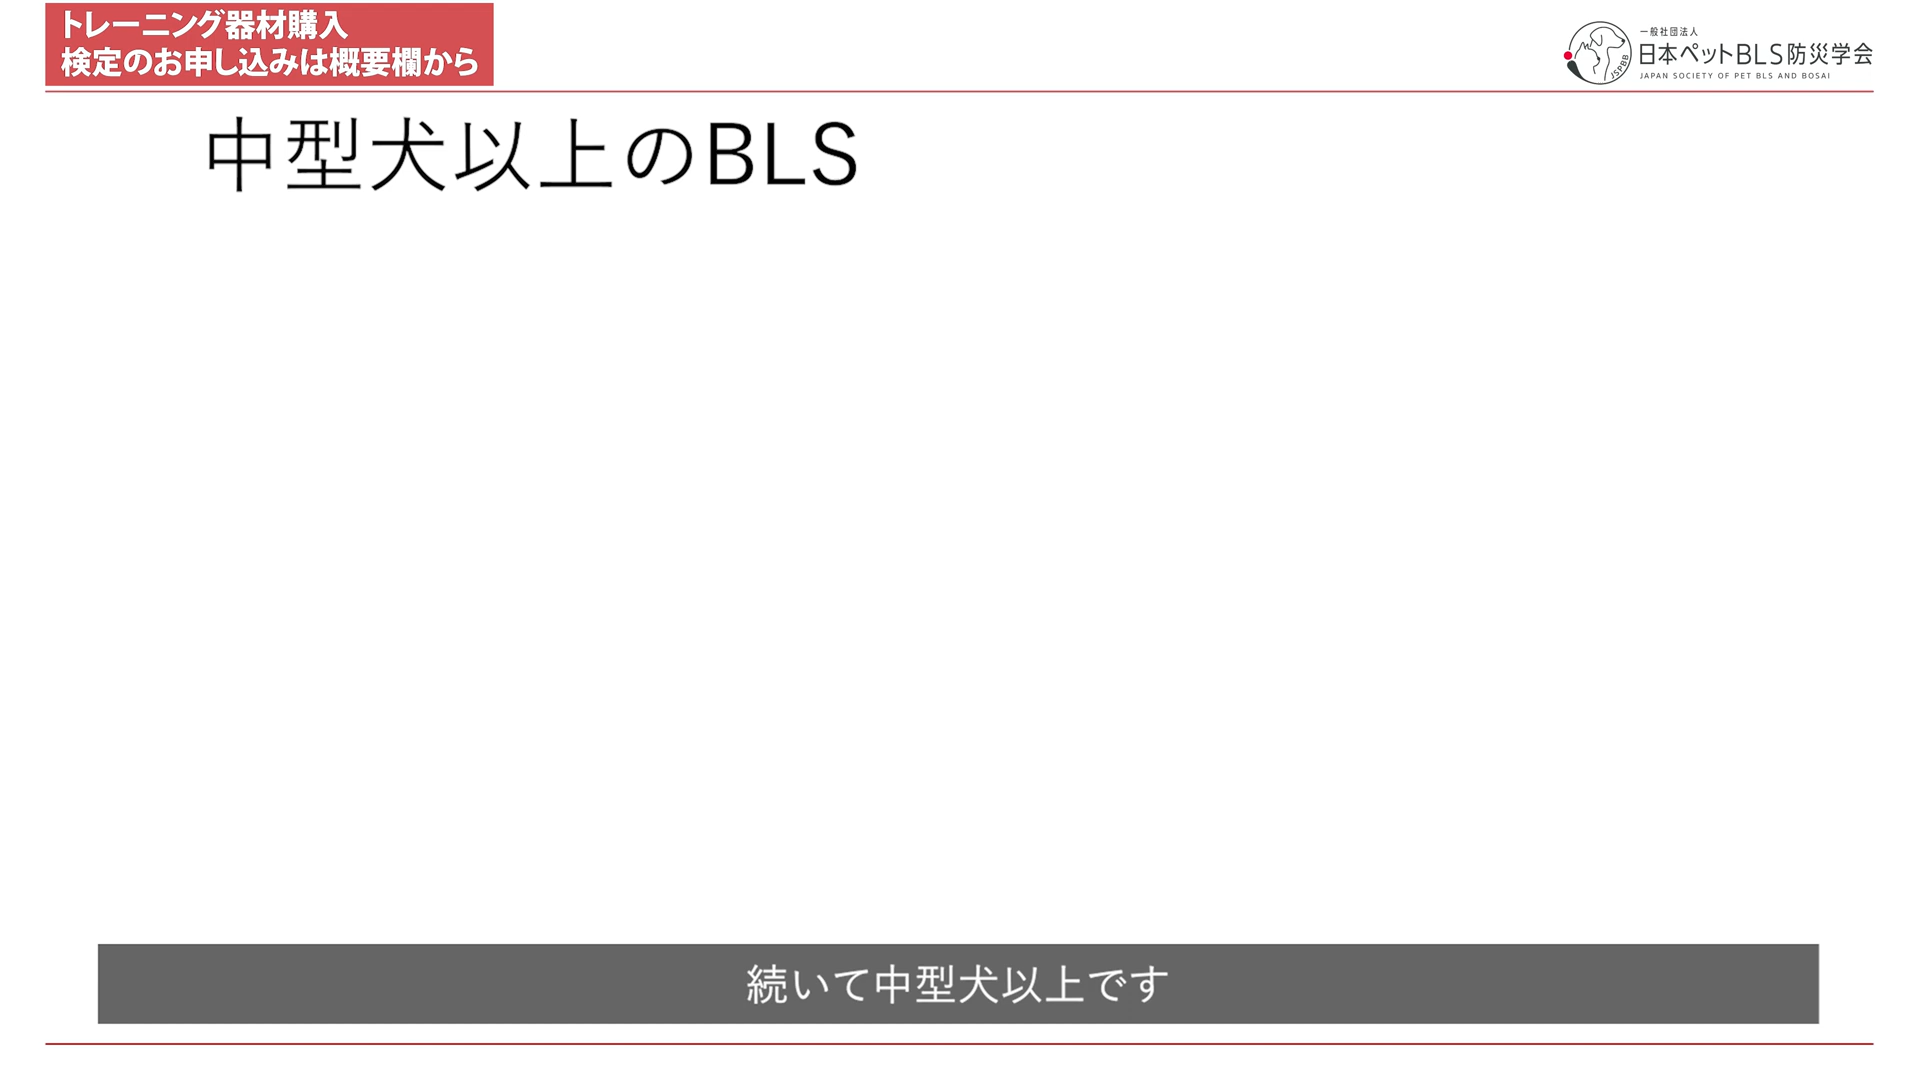 トレーニング器材購入
検定のお申し込みは概要欄から
一般社団法人
日本ペットBLS防災学会
JAPAN SOCIETY OF PET BLS AND BOSAI
JSPBB
中型犬以上のBLS
続いて中型犬以上です